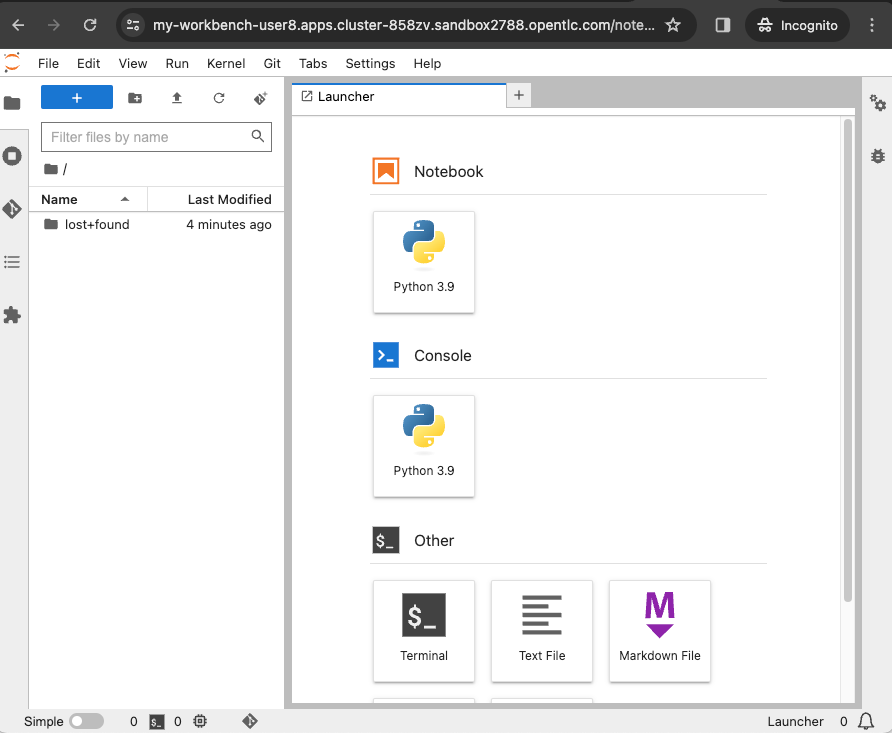 my-workbench-user8.apps.cluster-858zv.sandbox2788.opentlc.com/note...
Incognito
File Edit View Run Kernel Git Tabs Settings Help
+
Launcher
+
Filter files by name
/
Name Last Modified
lost+found 4 minutes ago
Notebook
Python 3.9
Console
Python 3.9
$_ Other
$_
Terminal Text File Markdown File
Simple 0 $_ 0 Launcher 0